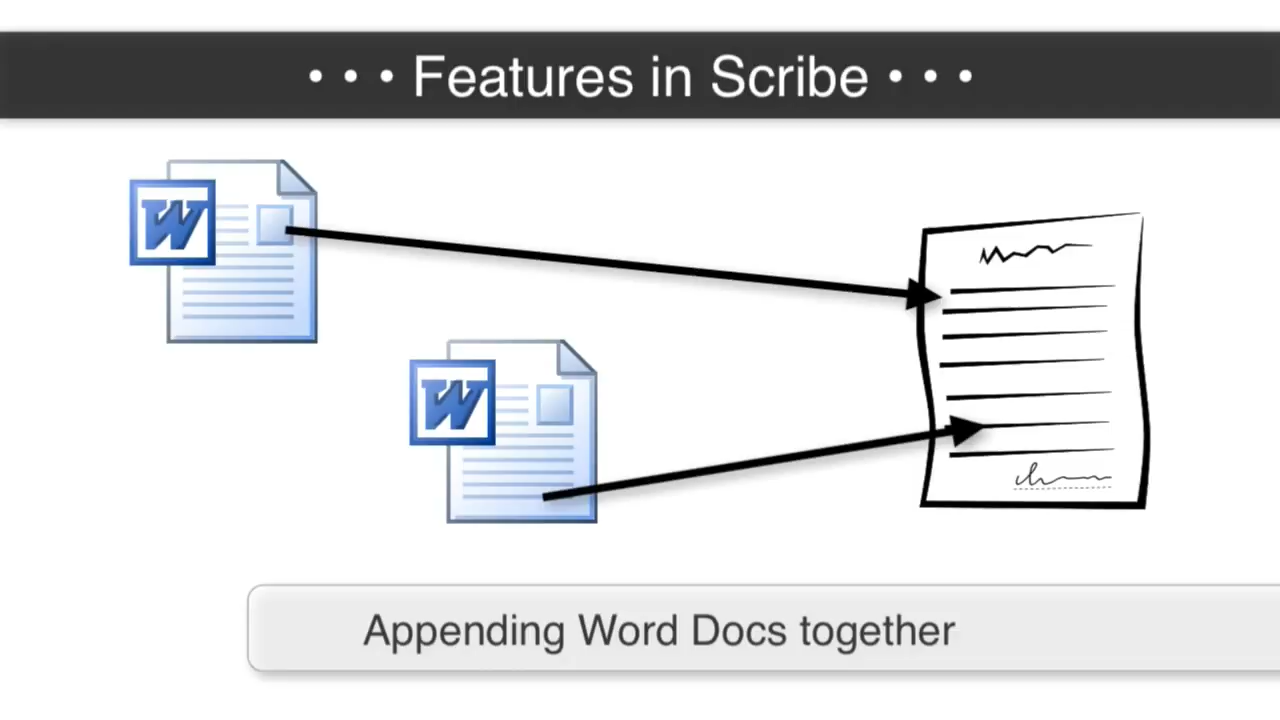 • • • Features in Scribe • • •
W
W
Appending Word Docs together